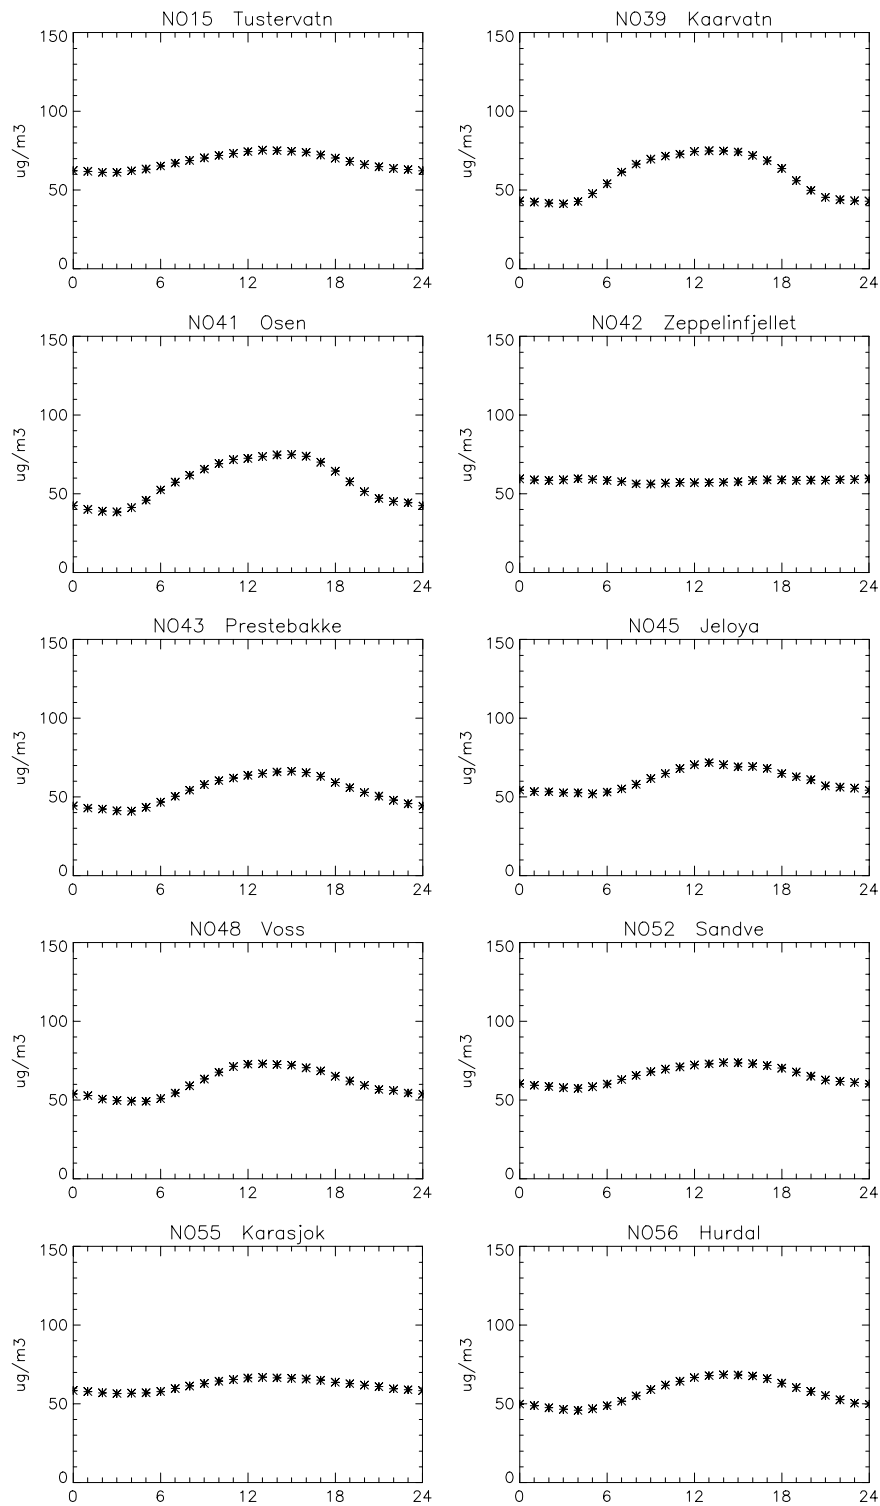 NO15 Tustervatn
150
100
50
0
ug/m3
0 6 12 18 24
NO39 Kaarvatn
150
100
50
0
ug/m3
0 6 12 18 24
NO41 Osen
150
100
50
0
ug/m3
0 6 12 18 24
NO42 Zeppelinfjellet
150
100
50
0
ug/m3
0 6 12 18 24
NO43 Prestebakke
150
100
50
0
ug/m3
0 6 12 18 24
NO45 Jeloya
150
100
50
0
ug/m3
0 6 12 18 24
NO48 Voss
150
100
50
0
ug/m3
0 6 12 18 24
NO52 Sandve
150
100
50
0
ug/m3
0 6 12 18 24
NO55 Karasjok
150
100
50
0
ug/m3
0 6 12 18 24
NO56 Hurdal
150
100
50
0
ug/m3
0 6 12 18 24